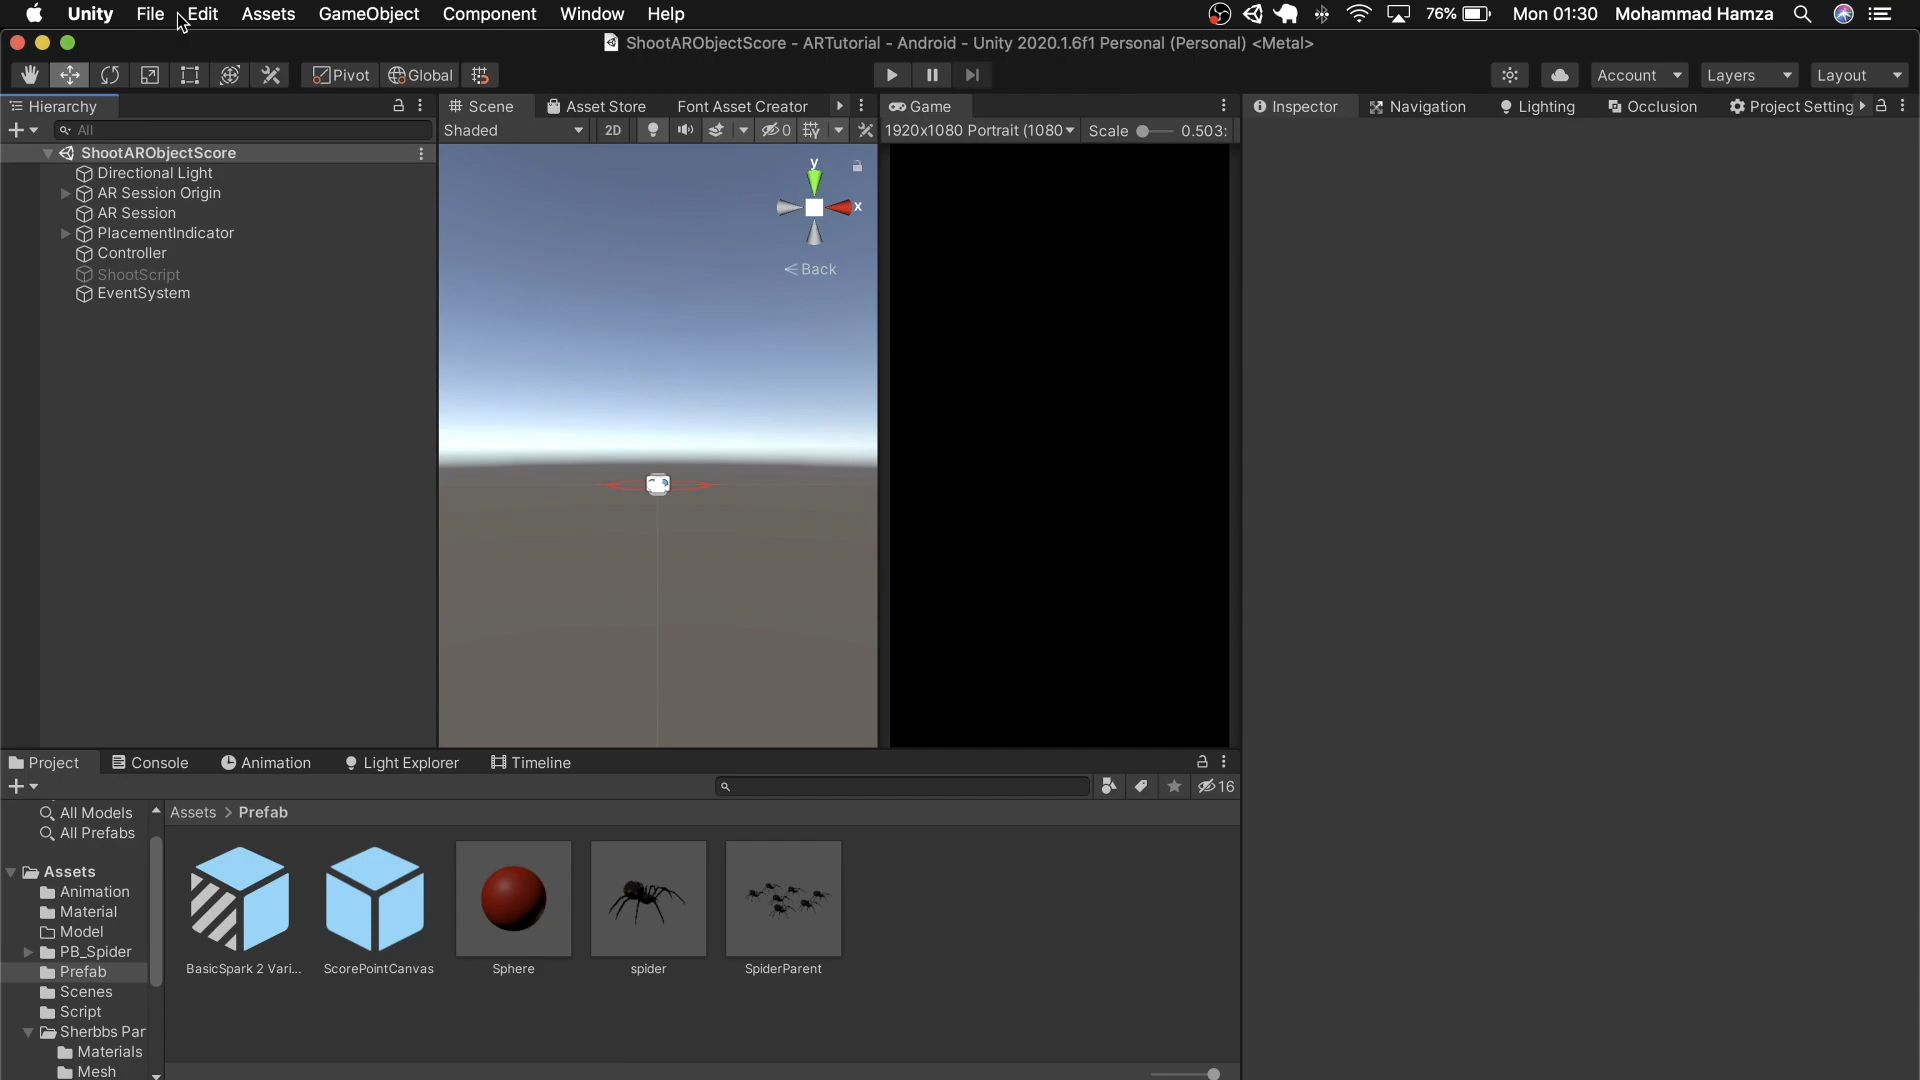 Unity File Edit Assets GameObject Component Window Help 76% Mon 01:30 Mohammad Hamza
ShootARObjectScore - ARTutorial - Android - Unity 2020.1.6f1 Personal (Personal) <Metal>
Pivot Global Account Layers Layout
Hierarchy Scene Asset Store Font Asset Creator Game Inspector Navigation Lighting Occlusion Project Setting
All Shaded 2D 0 1920x1080 Portrait (1080 Scale 0.503:
ShootARObjectScore
Directional Light
AR Session Origin
AR Session
PlacementIndicator
Controller
ShootScript
EventSystem
y
x
Back
Project Console Animation Light Explorer Timeline
16
All Models
All Prefabs
Assets
Animation
Material
Model
PB_Spider
Prefab
Scenes
Script
Sherbbs Par
Materials
Mesh
Assets > Prefab
BasicSpark 2 Vari... ScorePointCanvas Sphere spider SpiderParent